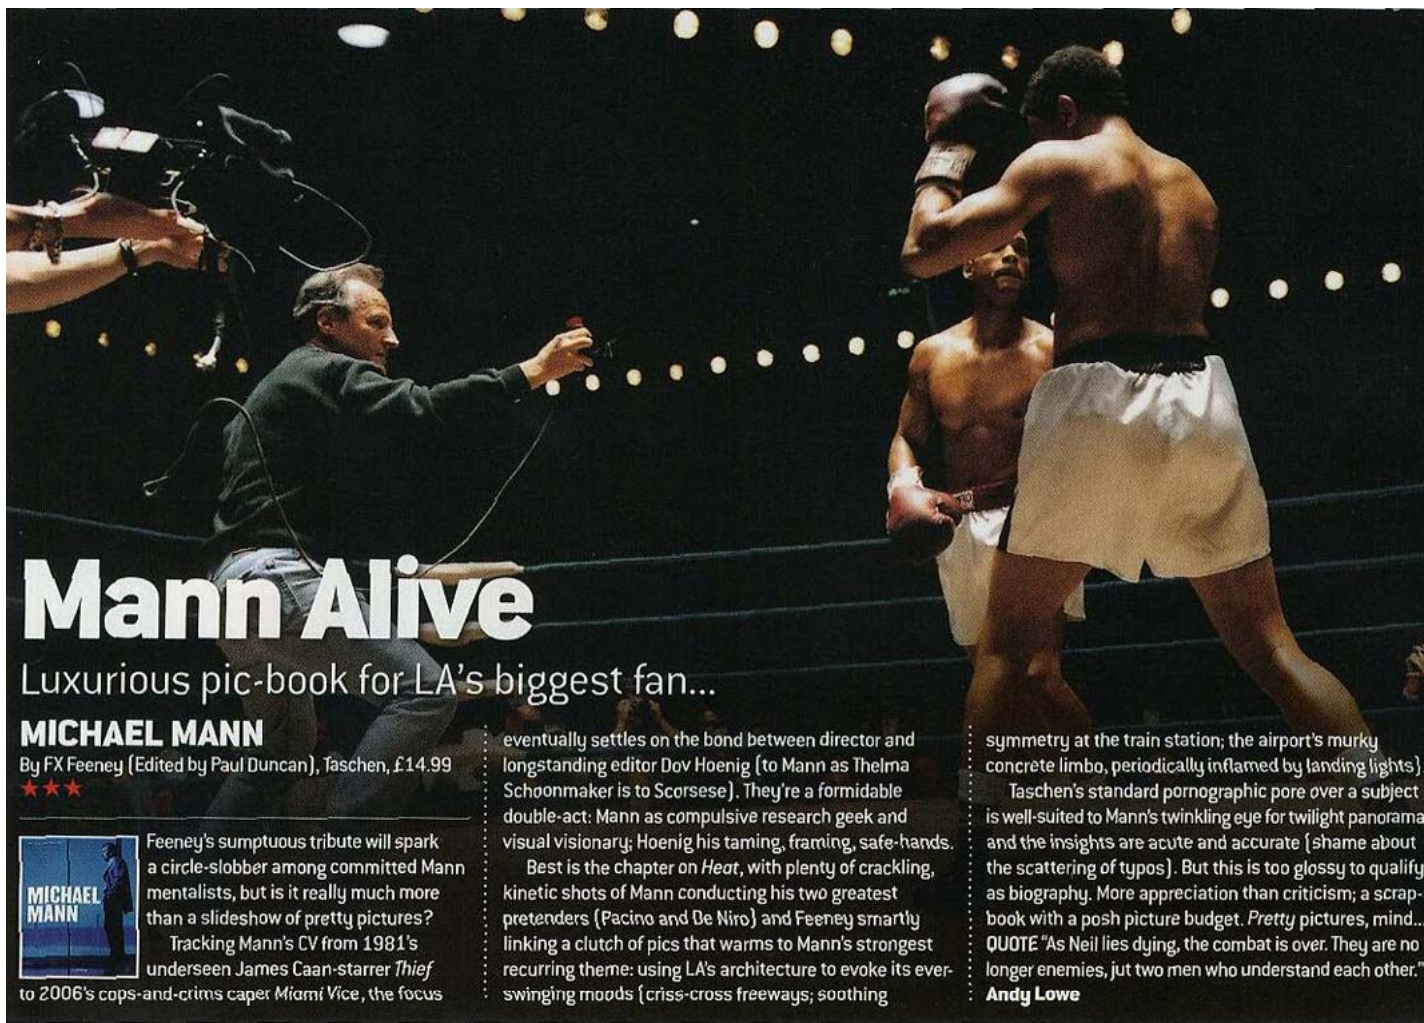 Mann Alive
Luxurious pic-book for LA's biggest fan...
MICHAEL MANN
By FX Feeney (Edited by Paul Duncan), Taschen, £14.99
★★★
MICHAEL
MANN
Feeney's sumptuous tribute will spark
a circle-slobber among committed Mann
mentalists, but is it really much more
than a slideshow of pretty pictures?
Tracking Mann's CV from 1981's
underseen James Caan-starrer Thief
to 2006's cops-and-crims caper Miami Vice, the focus
eventually settles on the bond between director and
longstanding editor Dov Hoenig (to Mann as Thelma
Schoonmaker is to Scorsese). They're a formidable
double-act: Mann as compulsive research geek and
visual visionary; Hoenig his taming, framing, safe-hands.
Best is the chapter on Heat, with plenty of crackling,
kinetic shots of Mann conducting his two greatest
pretenders (Pacino and De Niro) and Feeney smartly
linking a clutch of pics that warms to Mann's strongest
recurring theme: using LA's architecture to evoke its ever-
swinging moods (criss-cross freeways; soothing
symmetry at the train station; the airport's murky
concrete limbo, periodically inflamed by landing lights)
Taschen's standard pornographic pore over a subject
is well-suited to Mann's twinkling eye for twilight panorama
and the insights are acute and accurate (shame about
the scattering of typos). But this is too glossy to qualify
as biography. More appreciation than criticism; a scrap-
book with a posh picture budget. Pretty pictures, mind...
QUOTE "As Neil lies dying, the combat is over. They are no
longer enemies, jut two men who understand each other."
Andy Lowe